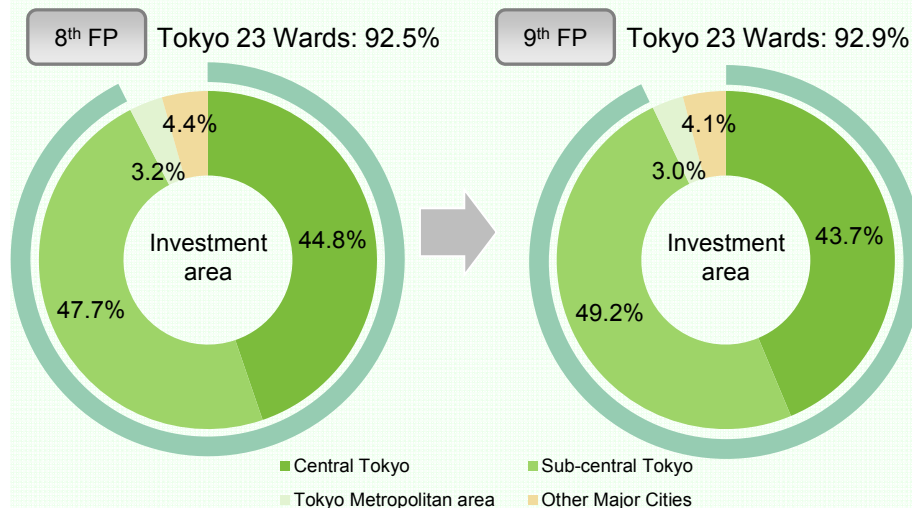 8th FP
Tokyo 23 Wards: 92.5%
4.4%
3.2%
44.8%
Investment
area
47.7%
9th FP
Tokyo 23 Wards: 92.9%
4.1%
3.0%
43.7%
Investment
area
49.2%
Central Tokyo
Sub-central Tokyo
Tokyo Metropolitan area
Other Major Cities